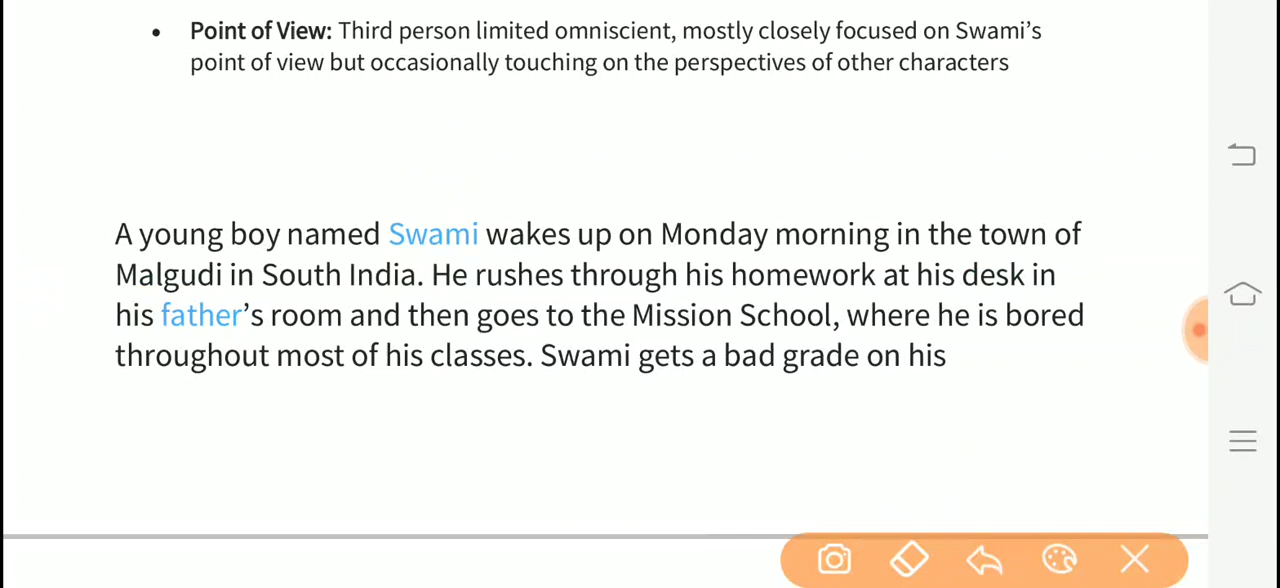 • Point of View: Third person limited omniscient, mostly closely focused on Swami’s
point of view but occasionally touching on the perspectives of other characters
A young boy named Swami wakes up on Monday morning in the town of
Malgudi in South India. He rushes through his homework at his desk in
his father’s room and then goes to the Mission School, where he is bored
throughout most of his classes. Swami gets a bad grade on his